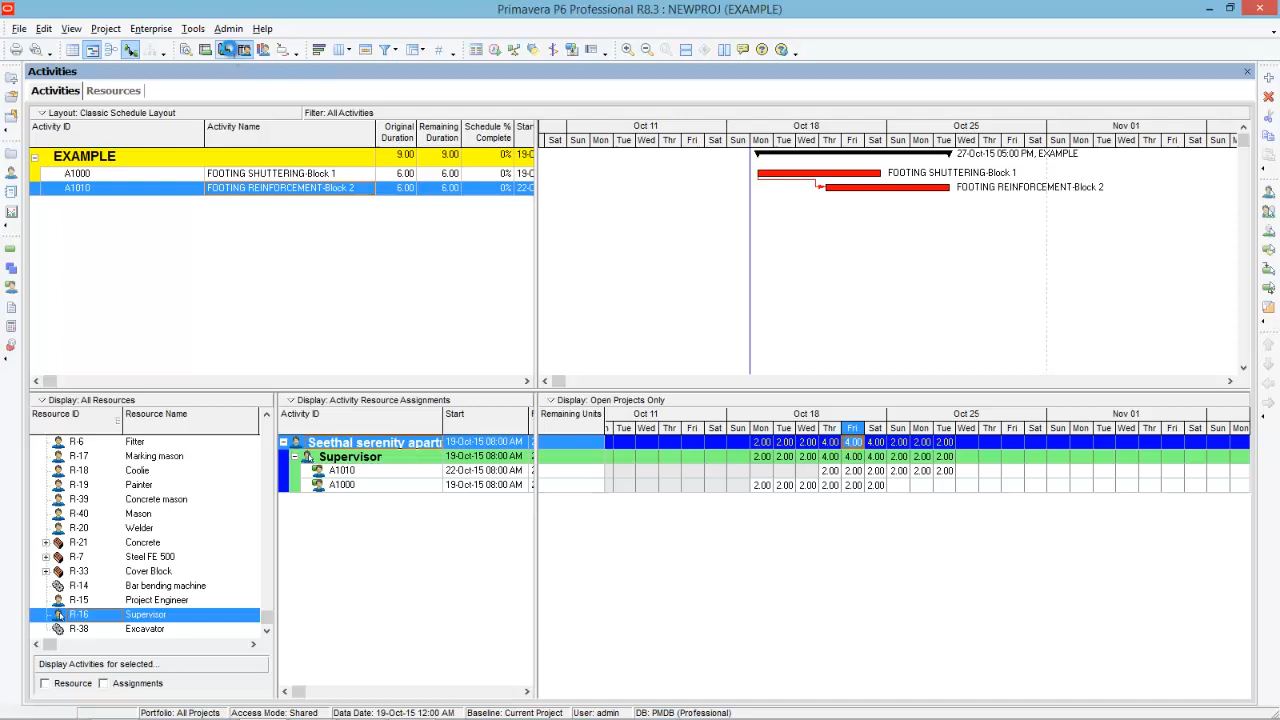 Primavera P6 Professional R8.3 : NEWPROJ (EXAMPLE)
File Edit View Project Enterprise Tools Admin Help
Activities
Activities Resources
Layout: Classic Schedule Layout Filter: All Activities
Activity ID Activity Name Original Duration Remaining Duration Schedule % Complete Start
Oct 11 Oct 18 Oct 25 Nov 01
Sat Sun Mon Tue Wed Thr Fri Sat Sun Mon Tue Wed Thr Fri Sat Sun Mon Tue Wed Thr Fri Sat Sun Mon Tue Wed Thr Fri Sat Sun
EXAMPLE 9.00 9.00 0% 19-O 27-Oct-15 05:00 PM, EXAMPLE
A1000 FOOTING SHUTTERING-Block 1 6.00 6.00 0% 19-O FOOTING SHUTTERING-Block 1
A1010 FOOTING REINFORCEMENT-Block 2 6.00 6.00 0% 22-O FOOTING REINFORCEMENT-Block 2
Display: All Resources
Resource ID Resource Name
R-6 Filter
R-17 Marking mason
R-18 Coolie
R-19 Painter
R-39 Concrete mason
R-40 Mason
R-20 Welder
R-21 Concrete
R-7 Steel FE 500
R-33 Cover Block
R-14 Bar bending machine
R-15 Project Engineer
R-16 Supervisor
R-38 Excavator
Display Activities for selected...
Resource Assignments
Display: Activity Resource Assignments
Activity ID Start
Seethal serenity apart 19-Oct-15 08:00 AM
Supervisor 19-Oct-15 08:00 AM
A1010 22-Oct-15 08:00 AM
A1000 19-Oct-15 08:00 AM
Display: Open Projects Only
Remaining Units Oct 11 Oct 18 Oct 25 Nov 01
Tue Wed Thr Fri Sat Sun Mon Tue Wed Thr Fri Sat Sun Mon Tue Wed Thr Fri Sat Sun Mon Tue Wed Thr Fri Sat Sun Mon
2.00 2.00 2.00 4.00 4.00 4.00 2.00 2.00 2.00
2.00 2.00 2.00 4.00 4.00 4.00 2.00 2.00 2.00
2.00 2.00 2.00 2.00 2.00 2.00
2.00 2.00 2.00 2.00 2.00 2.00
Portfolio: All Projects Access Mode: Shared Data Date: 19-Oct-15 12:00 AM Baseline: Current Project User: admin DB: PMDB (Professional)